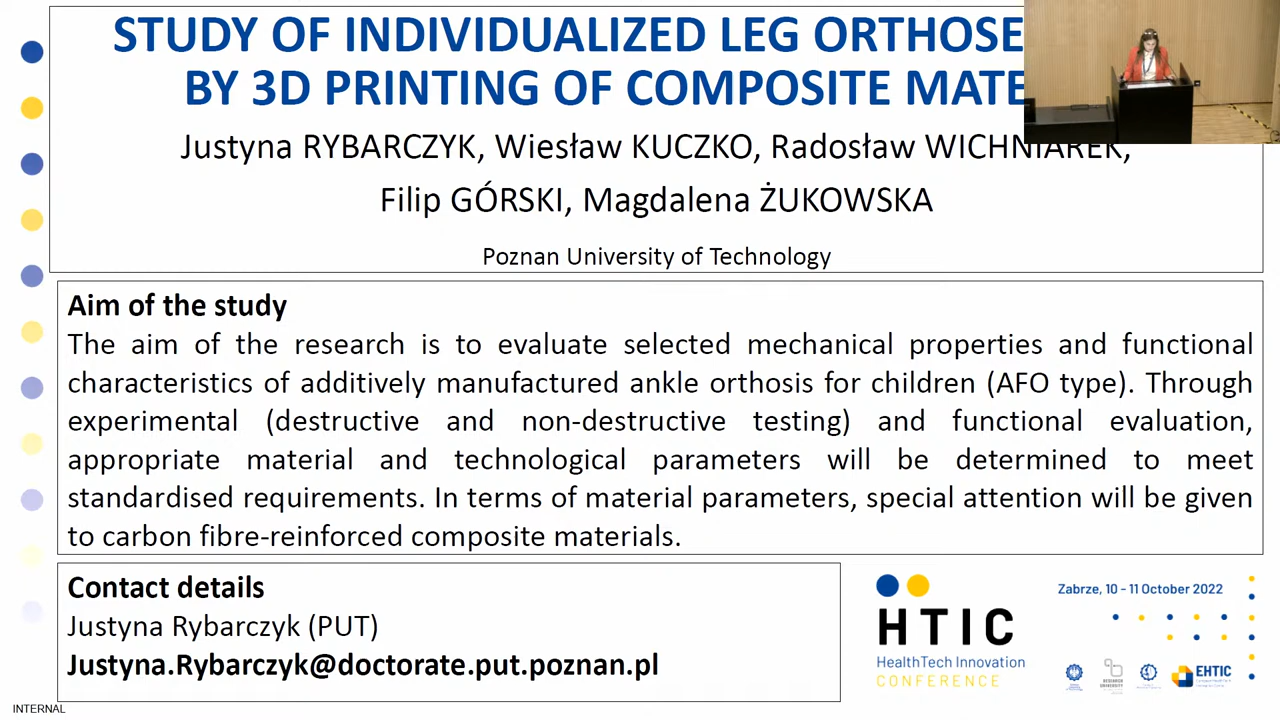 STUDY OF INDIVIDUALIZED LEG ORTHOSE
BY 3D PRINTING OF COMPOSITE MATE
Justyna RYBARCZYK, Wiesław KUCZKO, Radosław WICHNIAREK,
Filip GÓRSKI, Magdalena ŻUKOWSKA
Poznan University of Technology
Aim of the study
The aim of the research is to evaluate selected mechanical properties and functional
characteristics of additively manufactured ankle orthosis for children (AFO type). Through
experimental (destructive and non-destructive testing) and functional evaluation,
appropriate material and technological parameters will be determined to meet
standardised requirements. In terms of material parameters, special attention will be given
to carbon fibre-reinforced composite materials.
Contact details
Justyna Rybarczyk (PUT)
Justyna.Rybarczyk@doctorate.put.poznan.pl
Zabrze, 10 - 11 October 2022
HTIC
HealthTech Innovation
CONFERENCE
EHTIC
INTERNAL